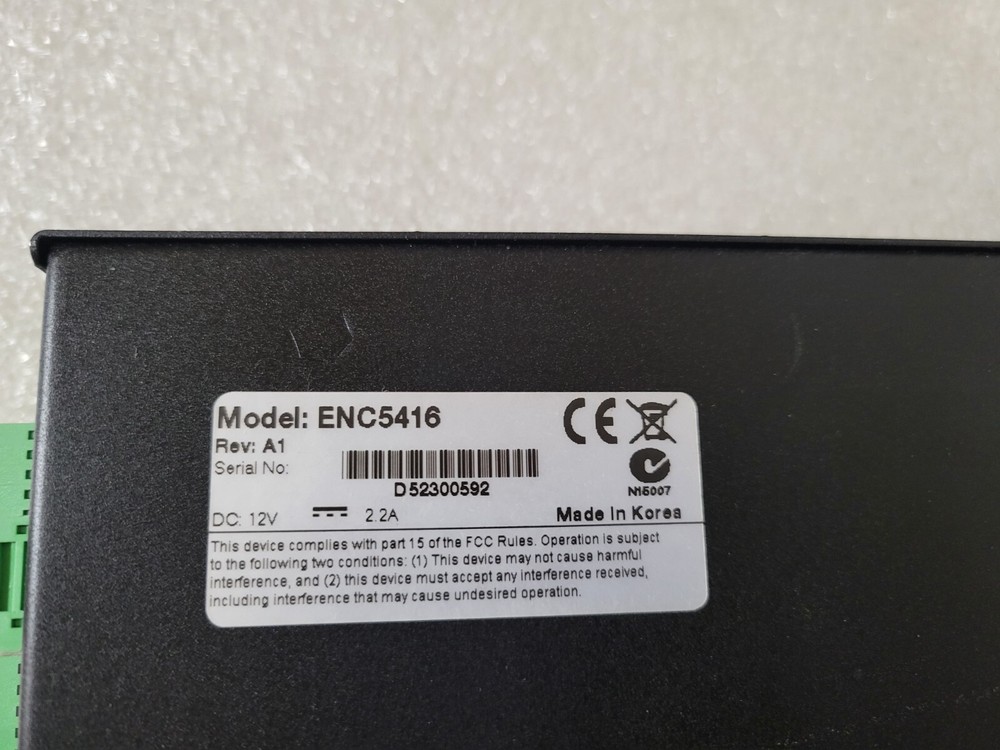 Model: ENC5416
Rev: A1
Serial No:
D52300592
N15007
DC: 12V 2.2A
Made In Korea
This device complies with part 15 of the FCC Rules. Operation is subject
to the following two conditions: (1) This device may not cause harmful
interference, and (2) this device must accept any interference received,
including interference that may cause undesired operation.